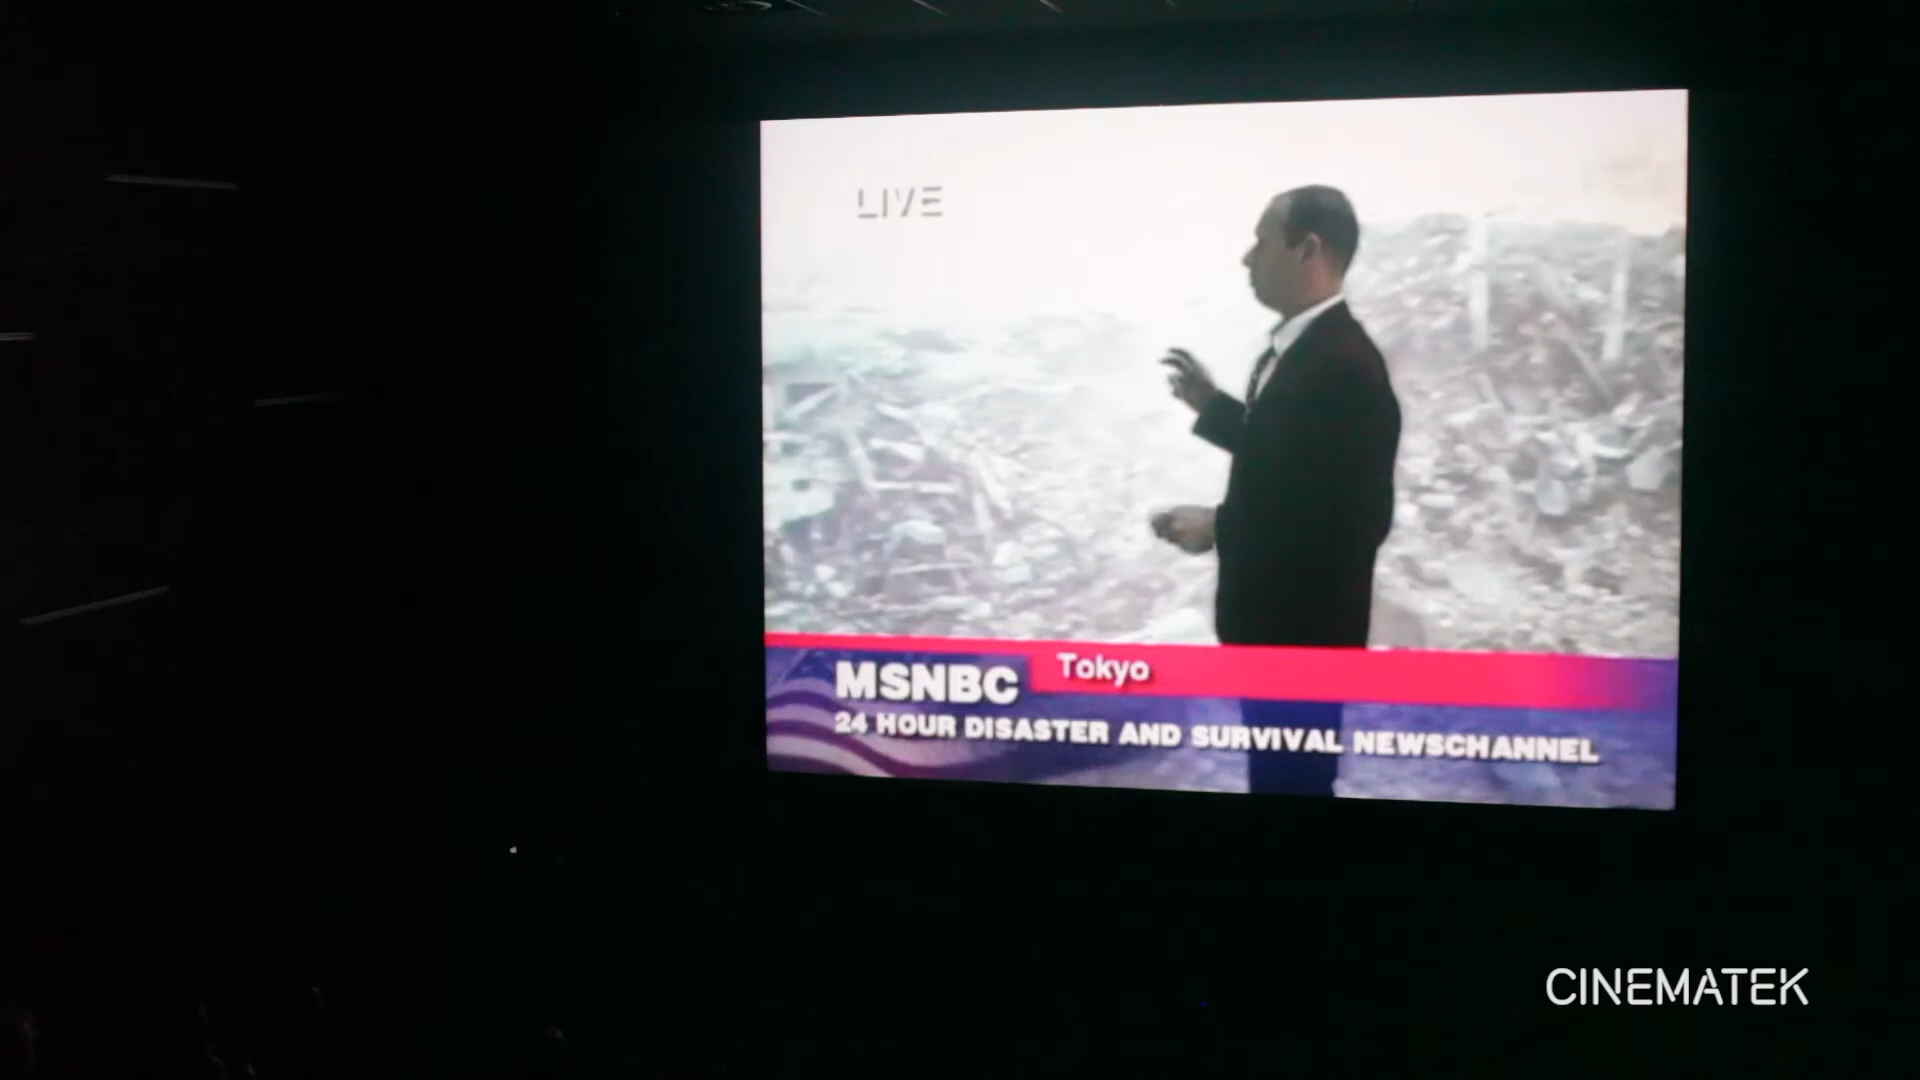 LIVE
MSNBC
Tokyo
24 HOUR DISASTER AND SURVIVAL NEWSCHANNEL
CINEMATEK